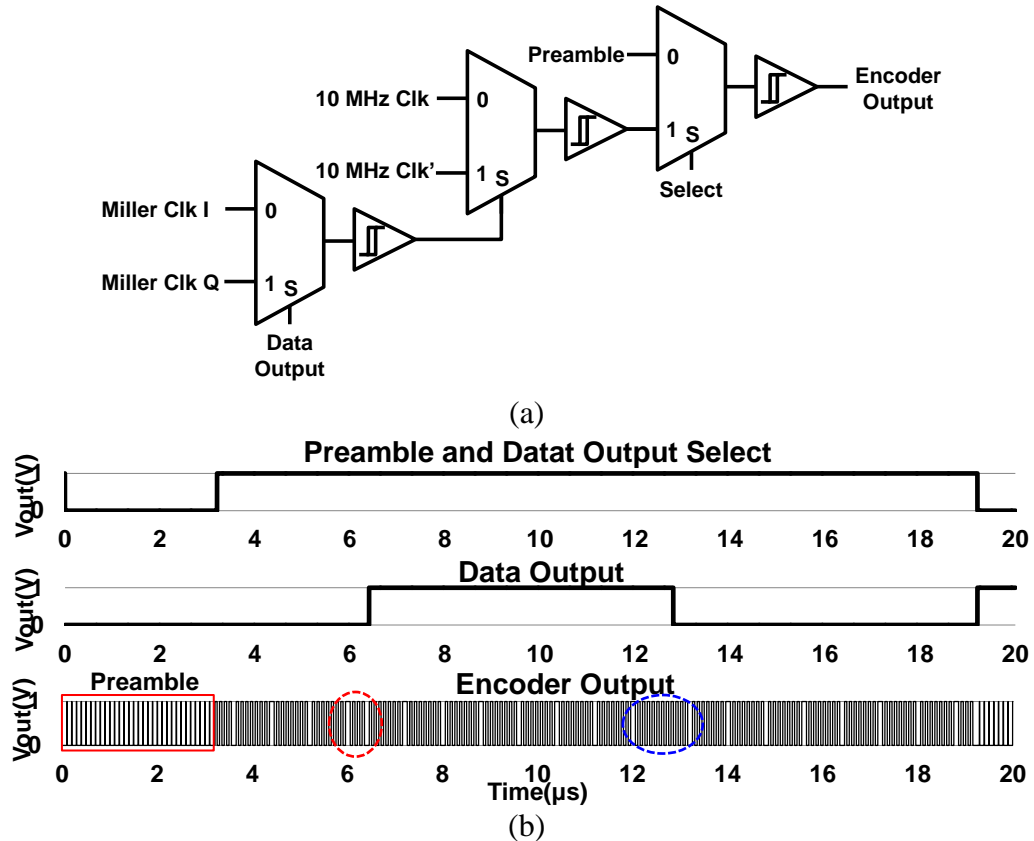 Preamble
0
1 S
Select
Encoder
Output
10 MHz Clk
0
10 MHz Clk'
1 S
Miller Clk I
0
Miller Clk Q
1 S
Data
Output
(a)
Preamble and Datat Output Select
Vout(V)
1
0
0 2 4 6 8 10 12 14 16 18 20
Data Output
Vout(V)
1
0
0 2 4 6 8 10 12 14 16 18 20
Preamble
Encoder Output
Vout(V)
1
0
0 2 4 6 8 10 12 14 16 18 20
Time(µs)
(b)